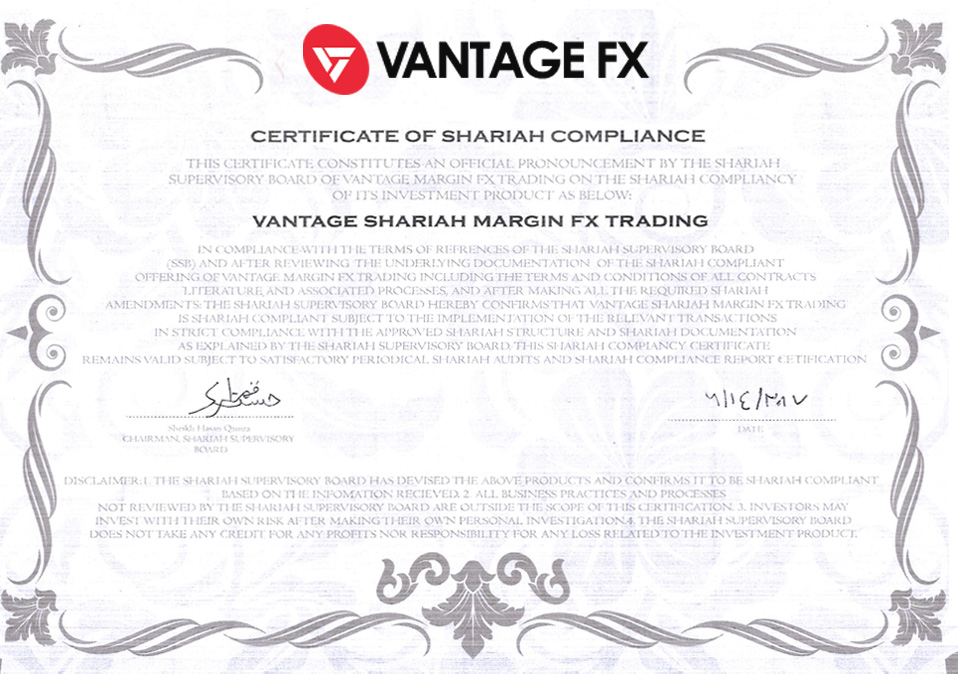 VANTAGE FX
CERTIFICATE OF SHARIAH COMPLIANCE
THIS CERTIFICATE CONSTITUTES AN OFFICIAL PRONOUNCEMENT BY THE SHARIAH
SUPERVISORY BOARD OF VANTAGE MARGIN FX TRADING ON THE SHARIAH COMPLIANCY
OF ITS INVESTMENT PRODUCT AS BELOW:
VANTAGE SHARIAH MARGIN FX TRADING
IN COMPLIANCE WITH THE TERMS OF REFRENCES OF THE SHARIAH SUPERVISORY BOARD
(SSB) AND AFTER REVIEWING THE UNDERLYING DOCUMENTATION OF THE SHARIAH COMPLIANT
OFFERING OF VANTAGE MARGIN FX TRADING INCLUDING THE TERMS AND CONDITIONS OF ALL CONTRACTS
LITERATURE AND ASSOCIATED PROCESSES, AND AFTER MAKING ALL THE REQUIRED SHARIAH
AMENDMENTS: THE SHARIAH SUPERVISORY BOARD HEREBY CONFIRMS THAT VANTAGE SHARIAH MARGIN FX TRADING
IS SHARIAH COMPLIANT SUBJECT TO THE IMPLEMENTATION OF THE RELEVANT TRANSACTIONS
IN STRICT COMPLIANCE WITH THE APPROVED SHARIAH STRUCTURE AND SHARIAH DOCUMENTATION
AS EXPLAINED BY THE SHARIAH SUPERVISORY BOARD. THIS SHARIAH COMPIANCY CERTIFICATE
REMAINS VALID SUBJECT TO SATISFACTORY PERIODICAL SHARIAH AUDITS AND SHARIAH COMPLIANCE REPORT CETIFICATION
Sheikh Hasan
CHAIRMAN, SHARIAH SUPERVISORY
BOARD
DATE
DISCLAIMER: 1. THE SHARIAH SUPERVISORY BOARD HAS DEVISED THE ABOVE PRODUCTS AND CONFIRMS IT TO BE SHARIAH COMPLIANT
BASED ON THE INFOMATION RECIEVED. 2. ALL BUSINESS PRACTICES AND PROCESSES
NOT REVIEWED BY THE SHARIAH SUPERVISORY BOARD ARE OUTSIDE THE SCOPE OF THIS CERTIFICATION. 3. INVESTORS MAY
INVEST WITH THEIR OWN RISK AFTER MAKING THEIR OWN PERSONAL INVESTIGATION.4. THE SHARIAH SUPERVISORY BOARD
DOES NOT TAKE ANY CREDIT FOR ANY PROFITS NOR RESPONSIBILITY FOR ANY LOSS RELATED TO THE INVESTMENT PRODUCT.